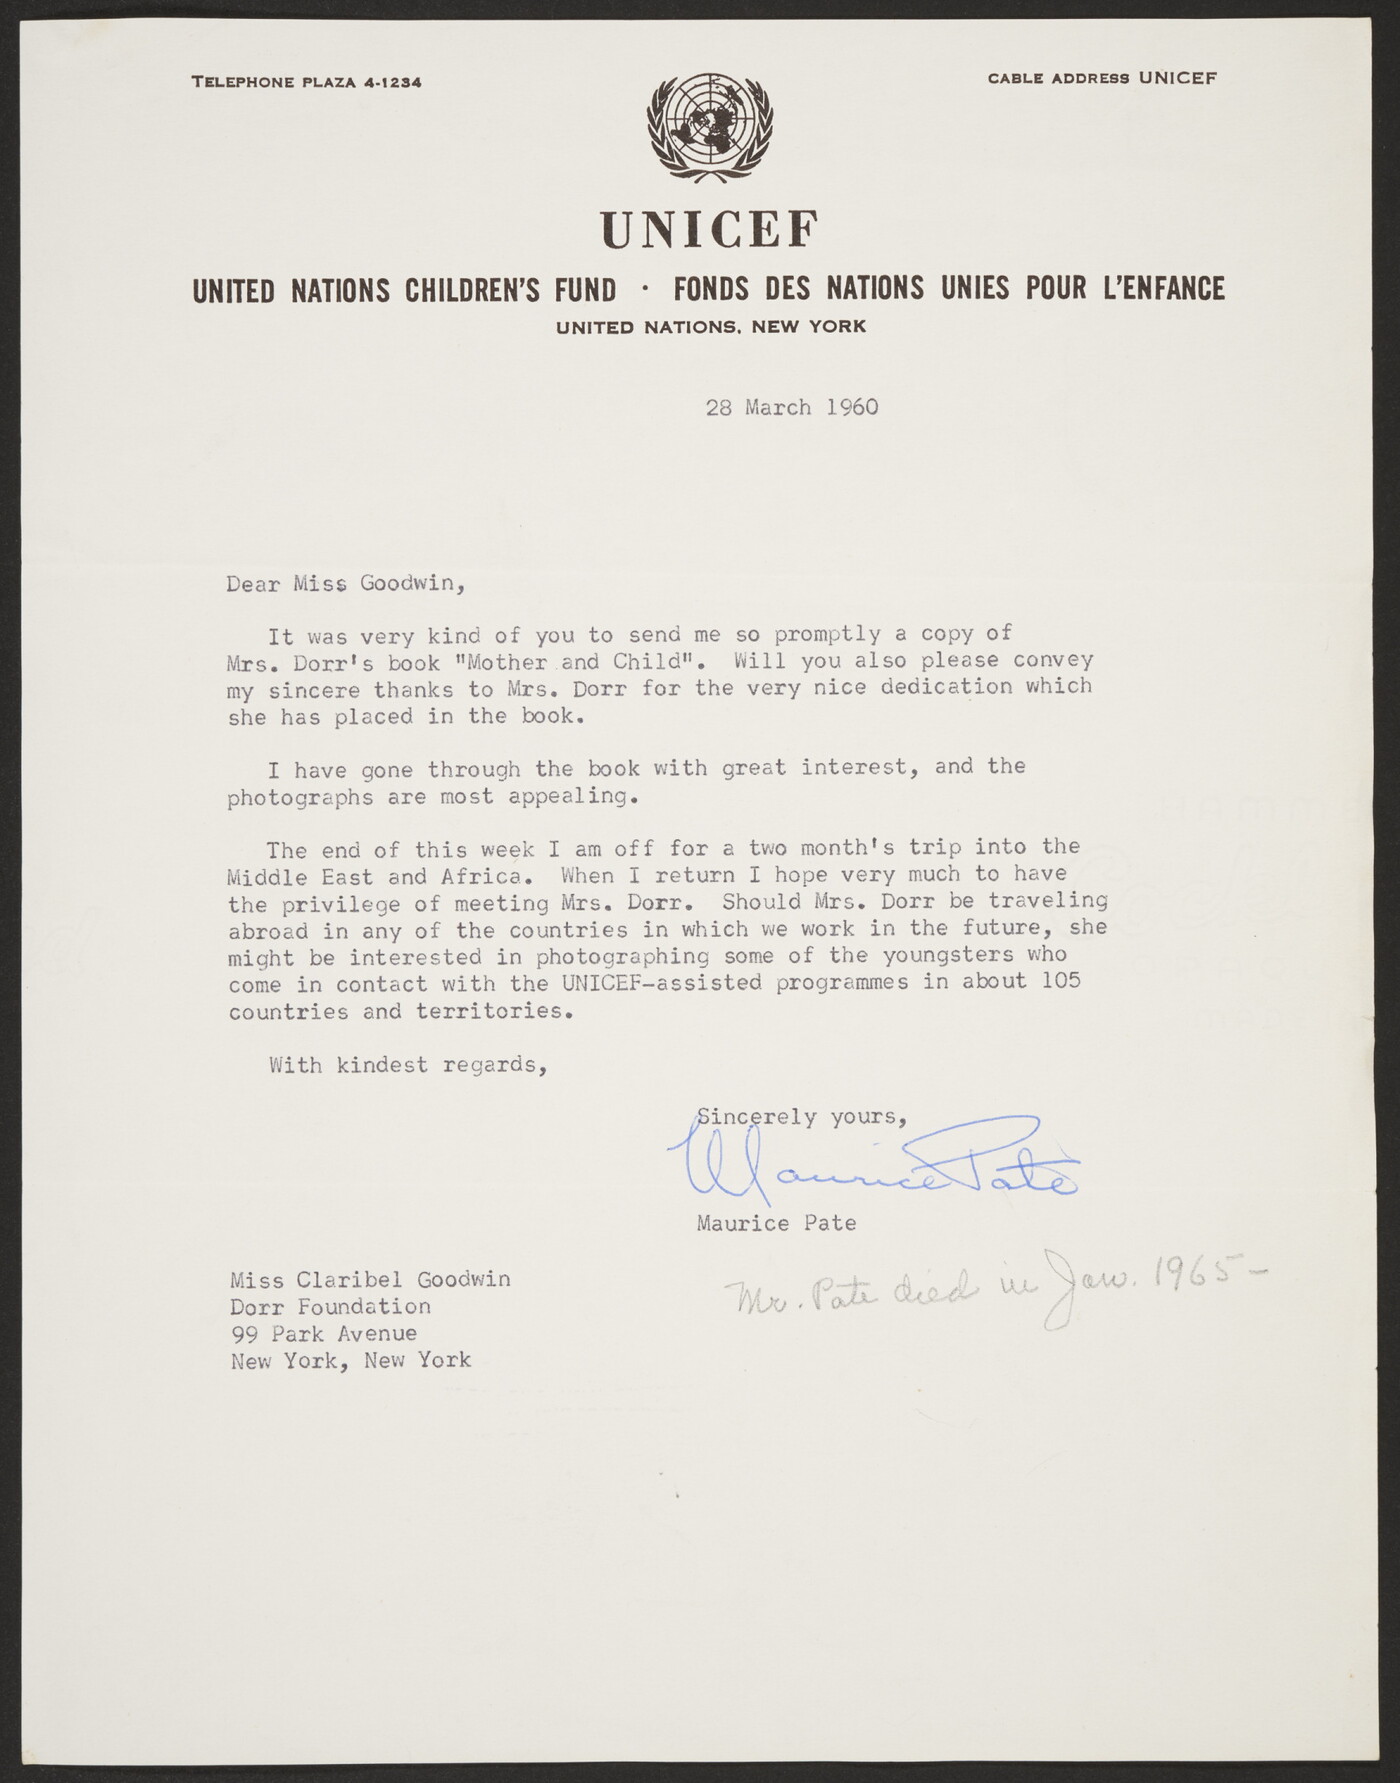 TELEPHONE PLAZA 4-1234
CABLE ADDRESS UNICEF
UNICEF
UNITED NATIONS CHILDREN'S FUND · FONDS DES NATIONS UNIES POUR L'ENFANCE
UNITED NATIONS, NEW YORK
28 March 1960
Dear Miss Goodwin,
It was very kind of you to send me so promptly a copy of
Mrs. Dorr's book "Mother and Child". Will you also please convey
my sincere thanks to Mrs. Dorr for the very nice dedication which
she has placed in the book.
I have gone through the book with great interest, and the
photographs are most appealing.
The end of this week I am off for a two month's trip into the
Middle East and Africa. When I return I hope very much to have
the privilege of meeting Mrs. Dorr. Should Mrs. Dorr be traveling
abroad in any of the countries in which we work in the future, she
might be interested in photographing some of the youngsters who
come in contact with the UNICEF-assisted programmes in about 105
countries and territories.
With kindest regards,
Sincerely yours,
Maurice Pate
Maurice Pate
Mr. Pate died in Jan. 1965-
Miss Claribel Goodwin
Dorr Foundation
99 Park Avenue
New York, New York